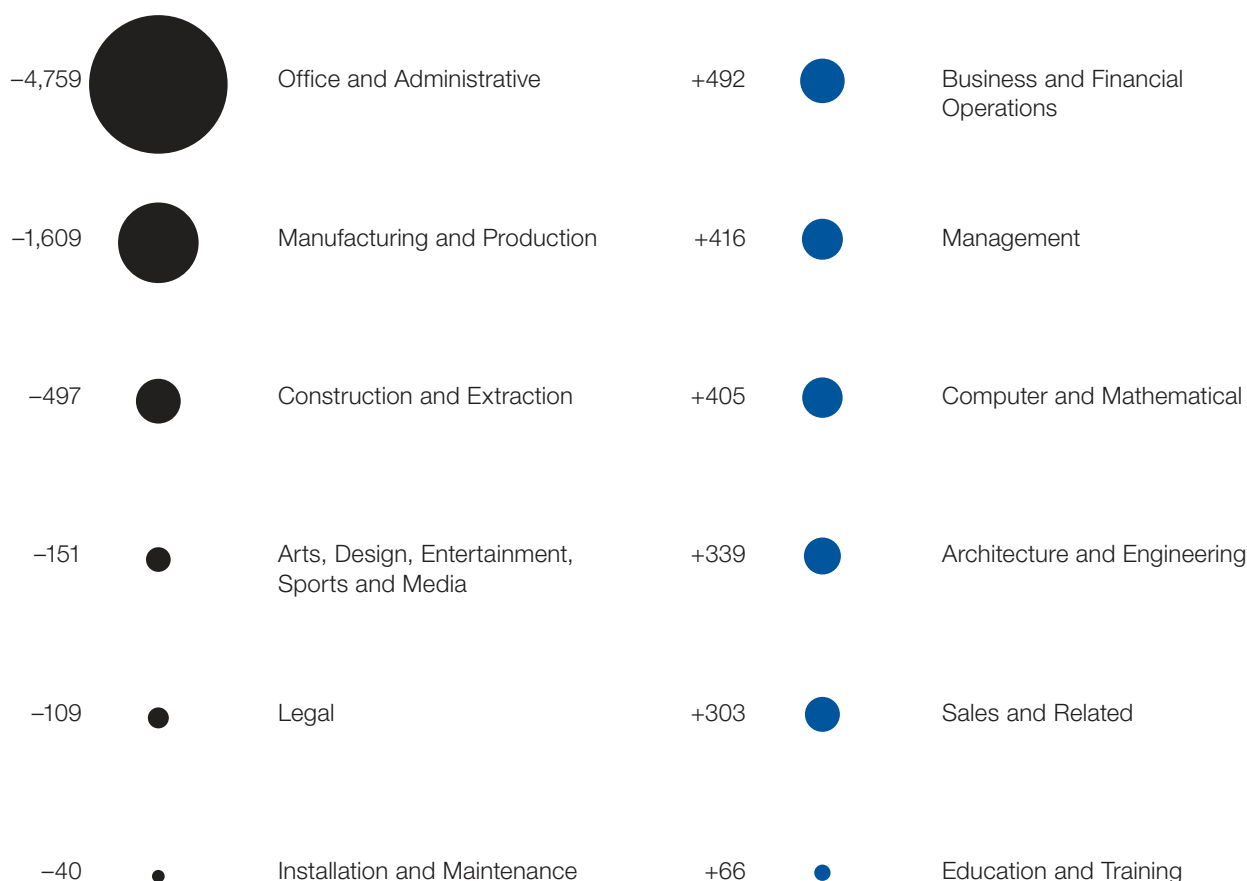 –4,759 Office and Administrative +492 Business and Financial
Operations
–1,609 Manufacturing and Production +416 Management
–497 Construction and Extraction +405 Computer and Mathematical
–151 Arts, Design, Entertainment, +339 Architecture and Engineering
Sports and Media
–109 Legal +303 Sales and Related
–40 Installation and Maintenance +66 Education and Training